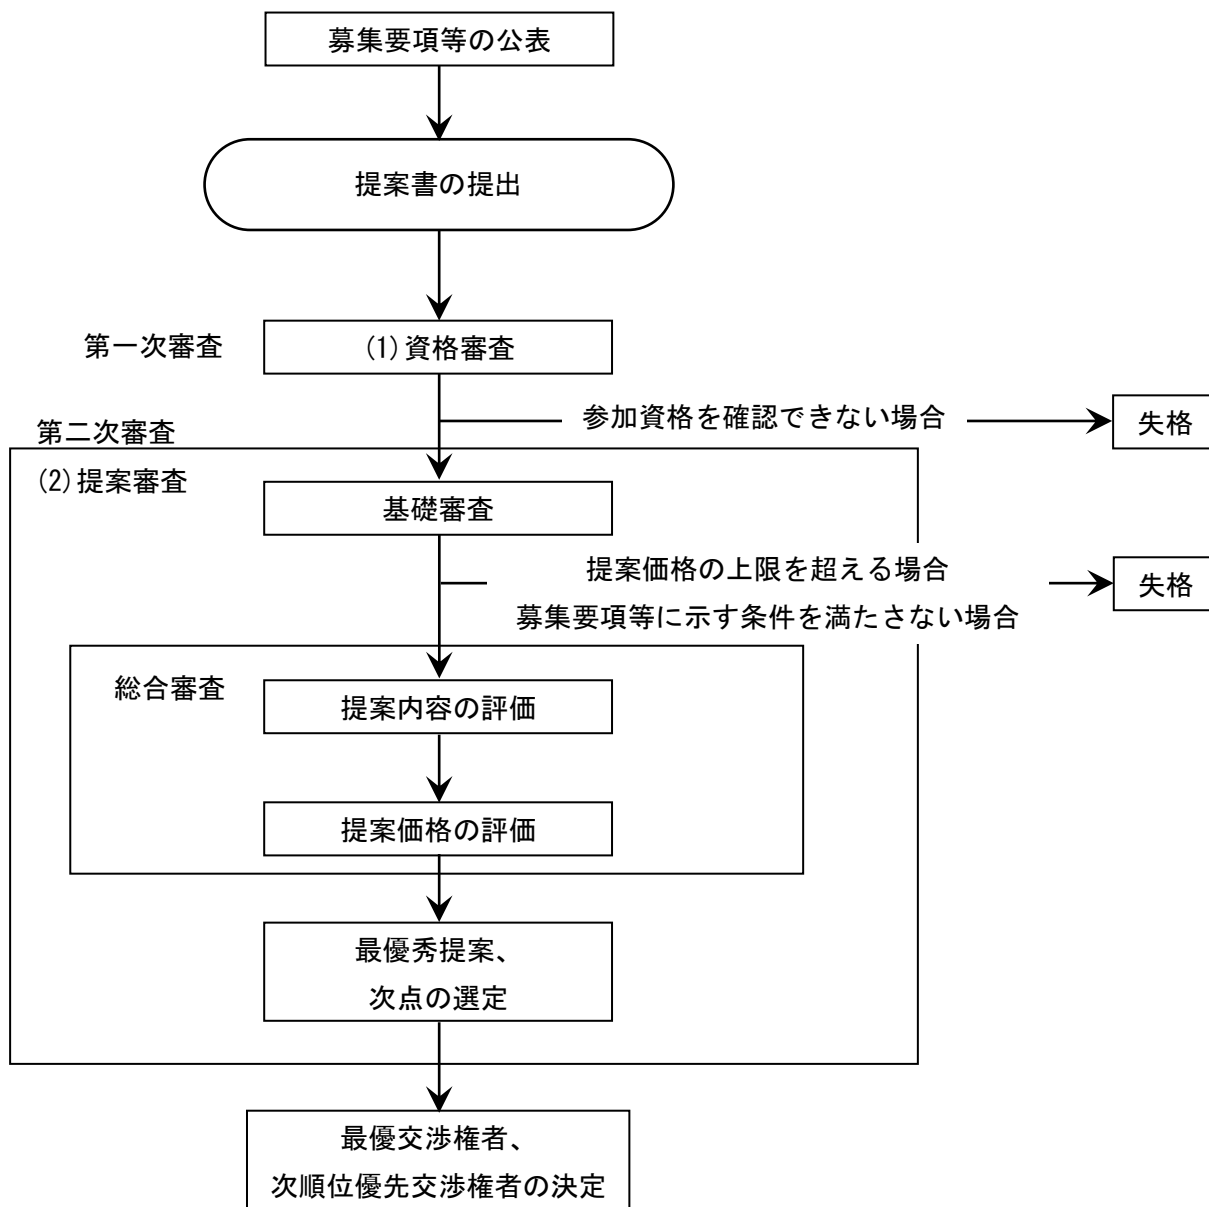 募集要項等の公表
提案書の提出
第一次審査
(1)資格審査
参加資格を確認できない場合
失格
第二次審査
(2)提案審査
基礎審査
提案価格の上限を超える場合
募集要項等に示す条件を満たさない場合
失格
総合審査
提案内容の評価
提案価格の評価
最優秀提案、
次点の選定
最優交渉権者、
次順位優先交渉権者の決定